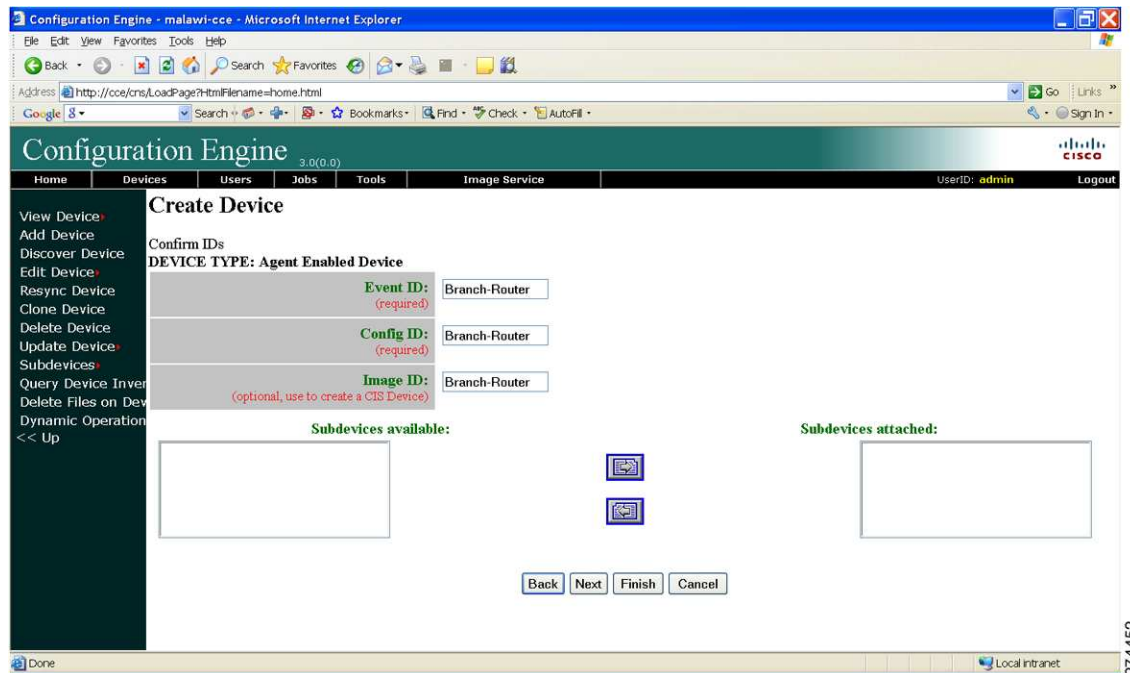 Configuration Engine - malawi-cce - Microsoft Internet Explorer
File Edit View Favorites Tools Help
Back Search Favorites
Address http://cce/cns/LoadPage?HtmlFilename=home.html Go Links »
Google Search Bookmarks Find Check AutoFill Sign In
Configuration Engine 3.0(0.0)
CISCO
Home Devices Users Jobs Tools Image Service UserID: admin Logout
View Device
Add Device
Discover Device
Edit Device
Resync Device
Clone Device
Delete Device
Update Device
Subdevices
Query Device Inver
Delete Files on Dev
Dynamic Operation
<< Up
Create Device
Confirm IDs
DEVICE TYPE: Agent Enabled Device
Event ID: Branch-Router
(required)
Config ID: Branch-Router
(required)
Image ID: Branch-Router
(optional, use to create a CIS Device)
Subdevices available: Subdevices attached:
Back Next Finish Cancel
Done Local intranet